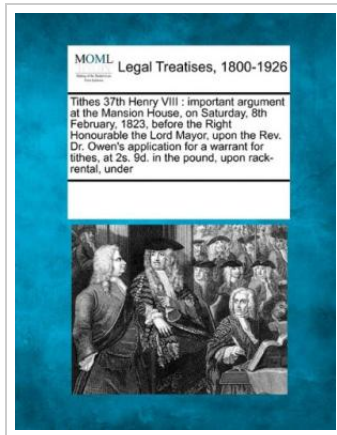 MOML
Legal Treatises, 1800-1926
Tithes 37th Henry VIII : important argument
at the Mansion House, on Saturday, 8th
February, 1823, before the Right
Honourable the Lord Mayor, upon the Rev.
Dr. Owen's application for a warrant for
tithes, at 2s. 9d. in the pound, upon rack-
rental, under